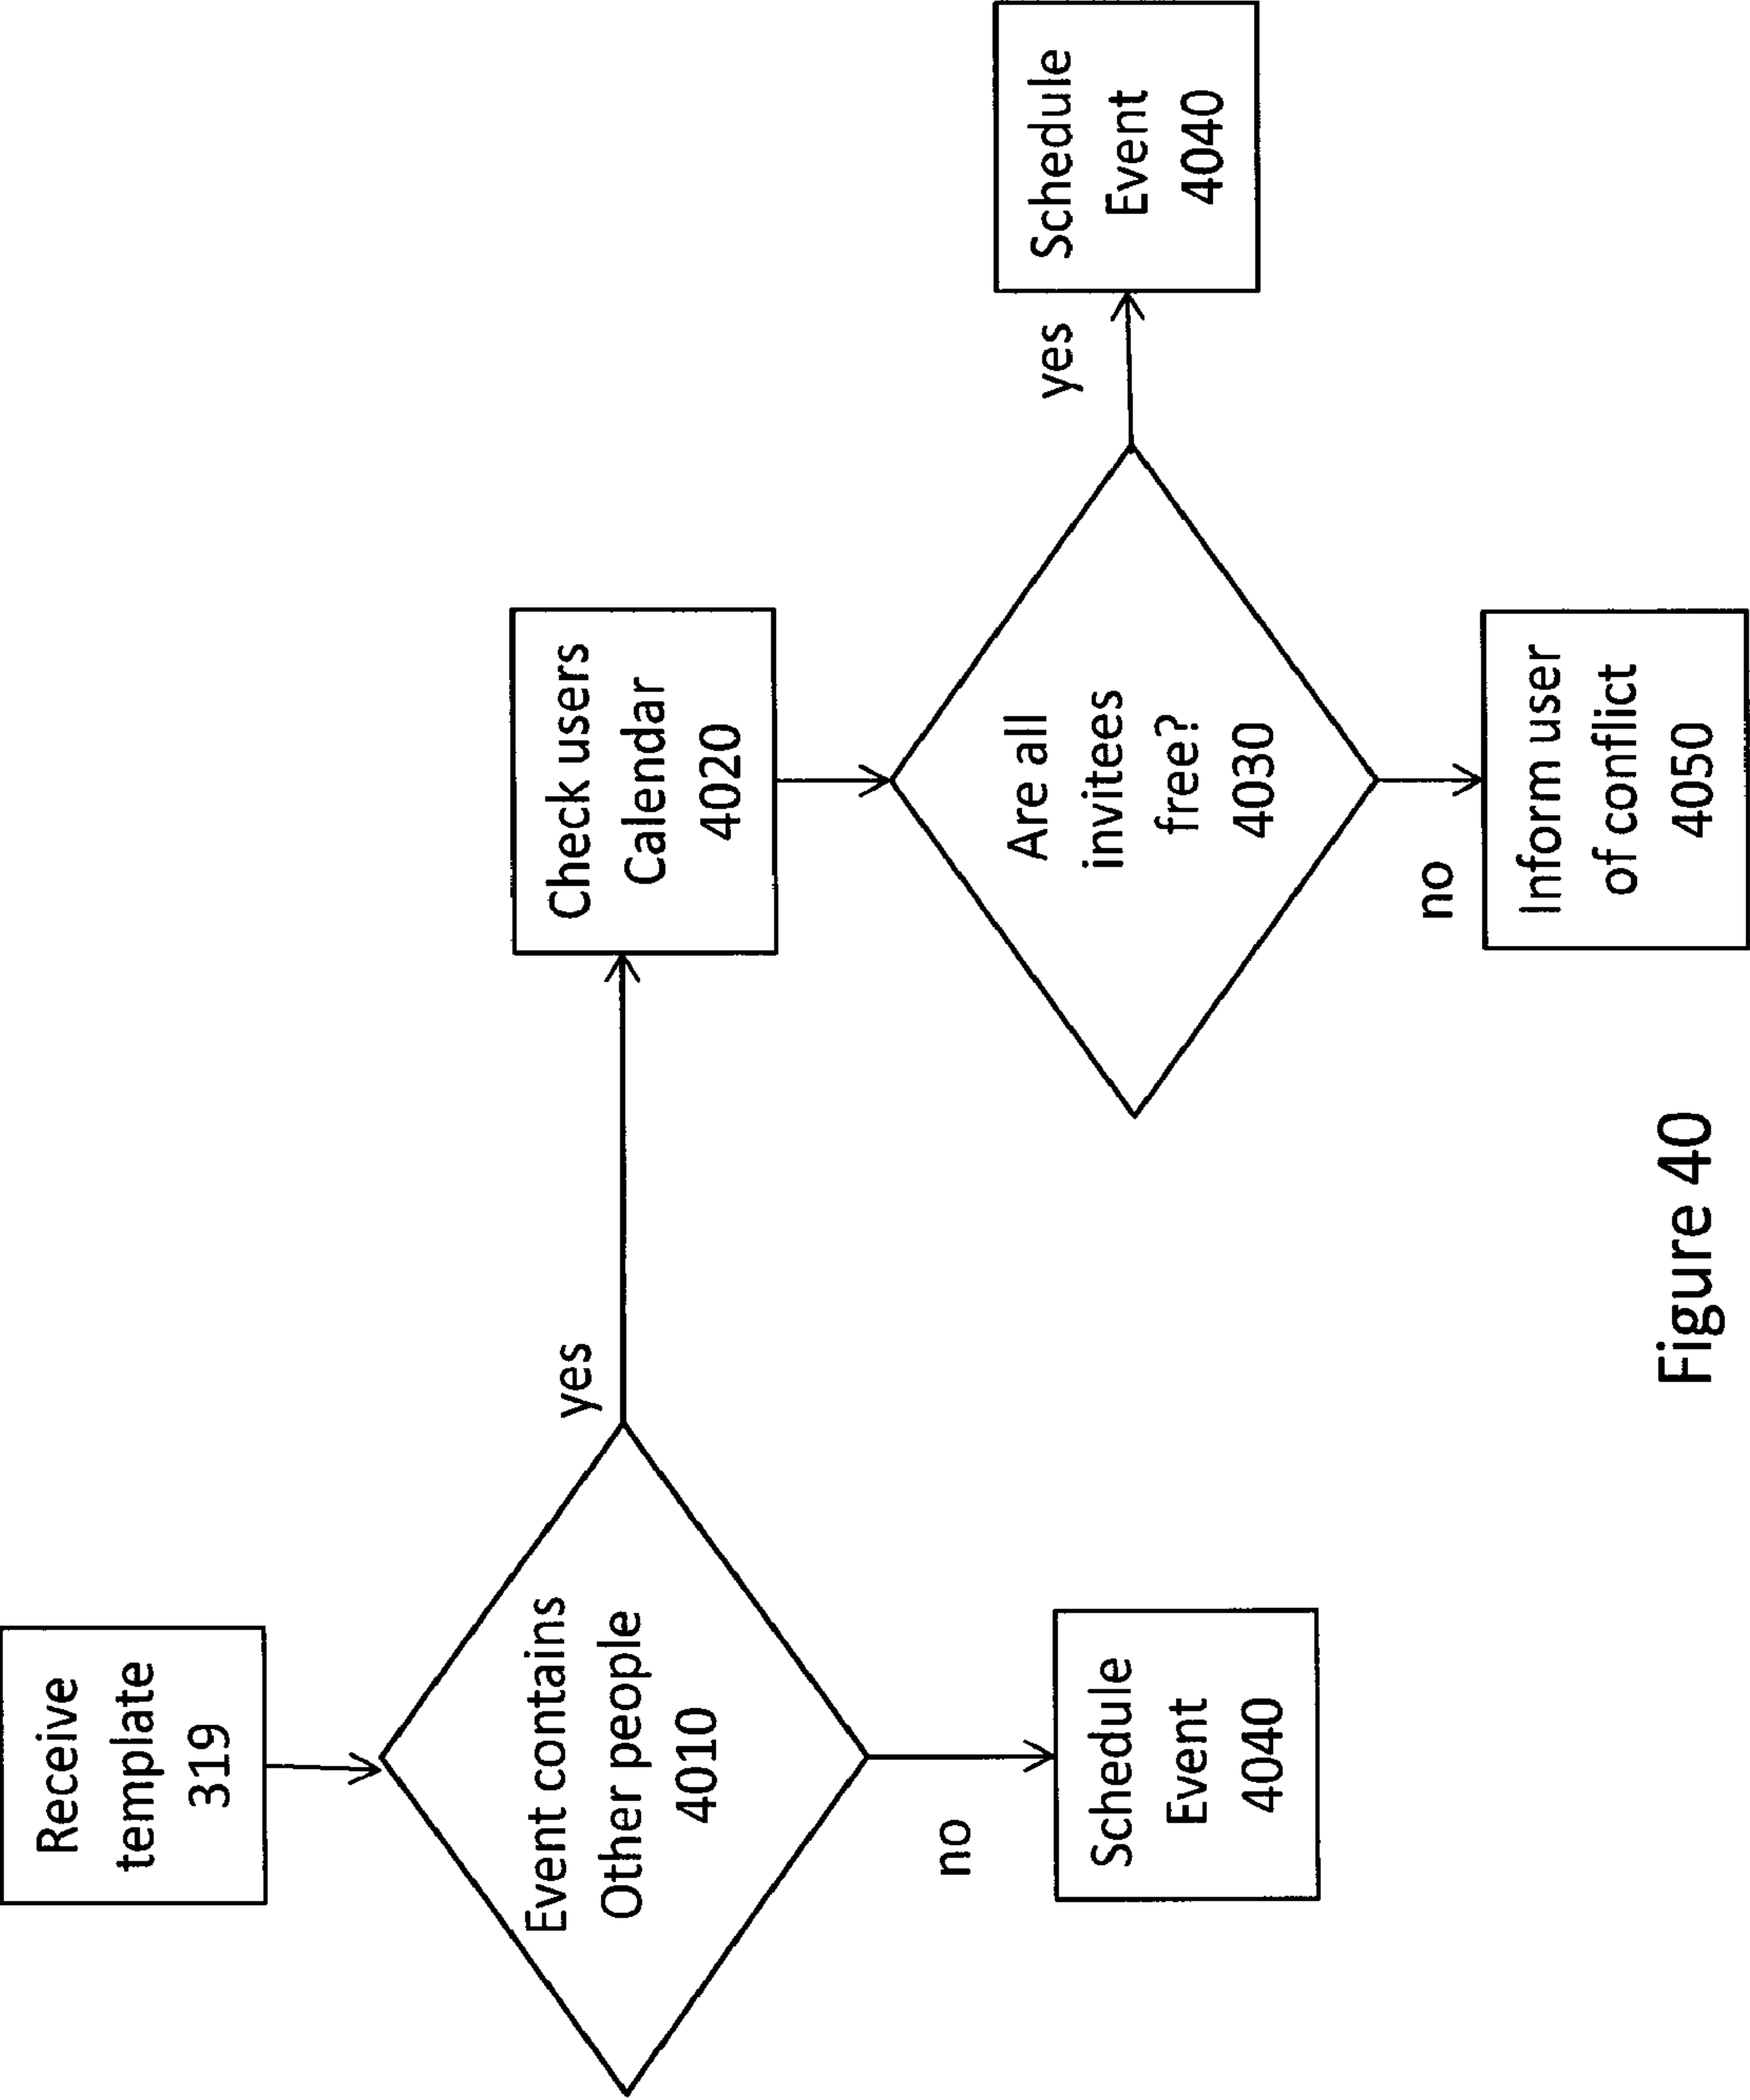 Receive
template
319
Event contains
Other people
4010
yes
no
Schedule
Event
4040
Check users
Calendar
4020
Are all
invitees
free?
4030
yes
Schedule
Event
4040
no
Inform user
of conflict
4050
Figure 40